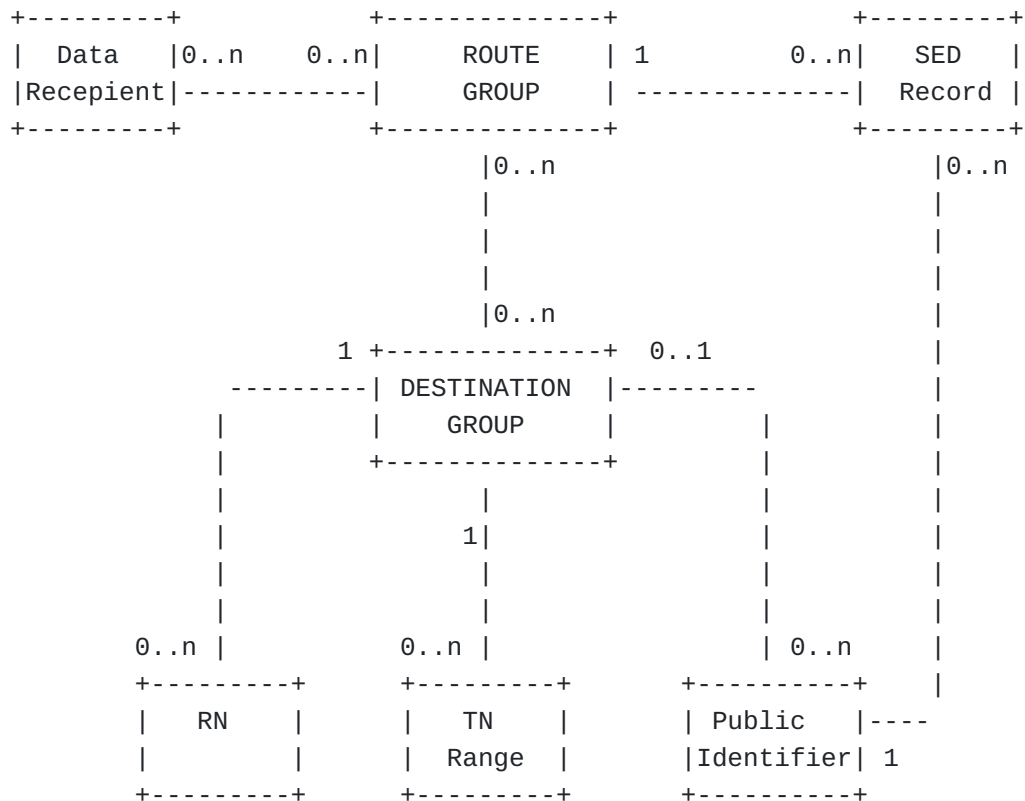 +---------+            +--------------+               +---------+
|  Data   |0..n    0..n|     ROUTE    | 1         0..n|   SED   |
|Recepient|------------|     GROUP    | --------------|  Record |
+---------+            +--------------+               +---------+
                              |0..n                        |0..n
                              |                            |
                              |                            |
                              |                            |
                              |0..n                        |
                     1 +--------------+  0..1              |
              ---------| DESTINATION  |---------           |
             |         |    GROUP     |         |          |
             |         +--------------+         |          |
             |                |                 |          |
             |               1|                 |          |
             |                |                 |          |
             |                |                 |          |
        0..n |           0..n |                 | 0..n     |
        +---------+      +---------+       +----------+    |
        |   RN    |      |   TN    |       | Public   |----
        |         |      |  Range  |       |Identifier| 1
        +---------+      +---------+       +----------+